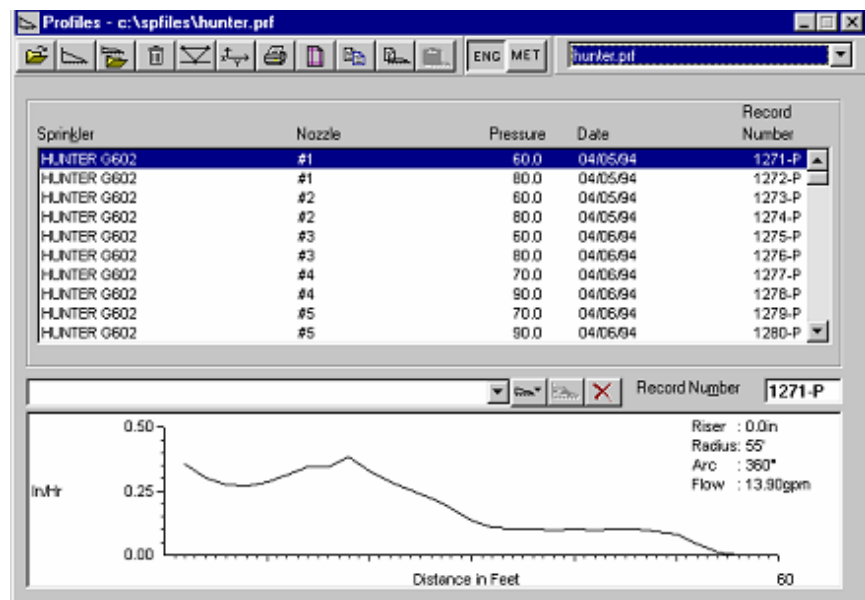 Profiles - c:\spfiles\hunter.prf
ENG MET hunter.prf
Sprinkler Nozzle Pressure Date Record Number
HUNTER G602 #1 60.0 04/05/94 1271-P
HUNTER G602 #1 80.0 04/05/94 1272-P
HUNTER G602 #2 60.0 04/05/94 1273-P
HUNTER G602 #2 80.0 04/05/94 1274-P
HUNTER G602 #3 60.0 04/06/94 1275-P
HUNTER G602 #3 80.0 04/06/94 1276-P
HUNTER G602 #4 70.0 04/06/94 1277-P
HUNTER G602 #4 90.0 04/06/94 1278-P
HUNTER G602 #5 70.0 04/06/94 1279-P
HUNTER G602 #5 90.0 04/06/94 1280-P
Record Number 1271-P
0.50
In/Hr 0.25
0.00
Riser : 0.0in
Radius: 55'
Arc : 360°
Flow : 13.90gpm
Distance in Feet 60